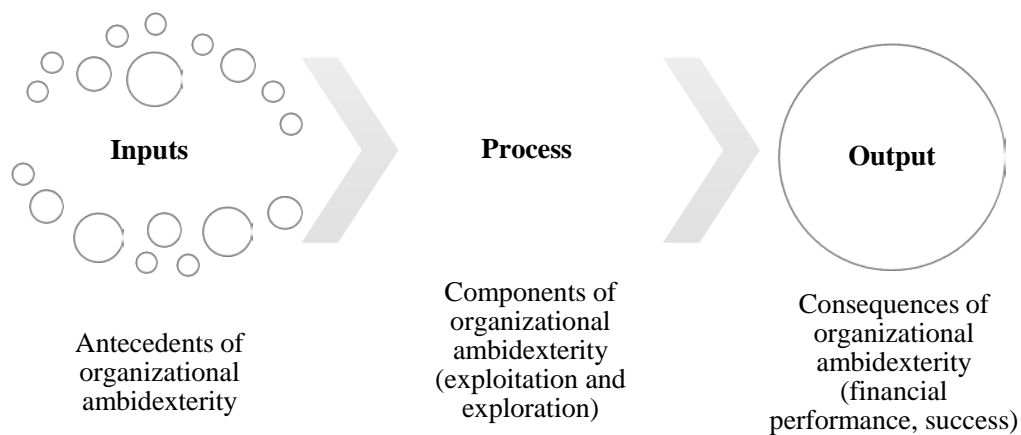 Inputs
Process
Output
Antecedents of
organizational
ambidexterity
Components of
organizational
ambidexterity
(exploitation and
exploration)
Consequences of
organizational
ambidexterity
(financial
performance, success)